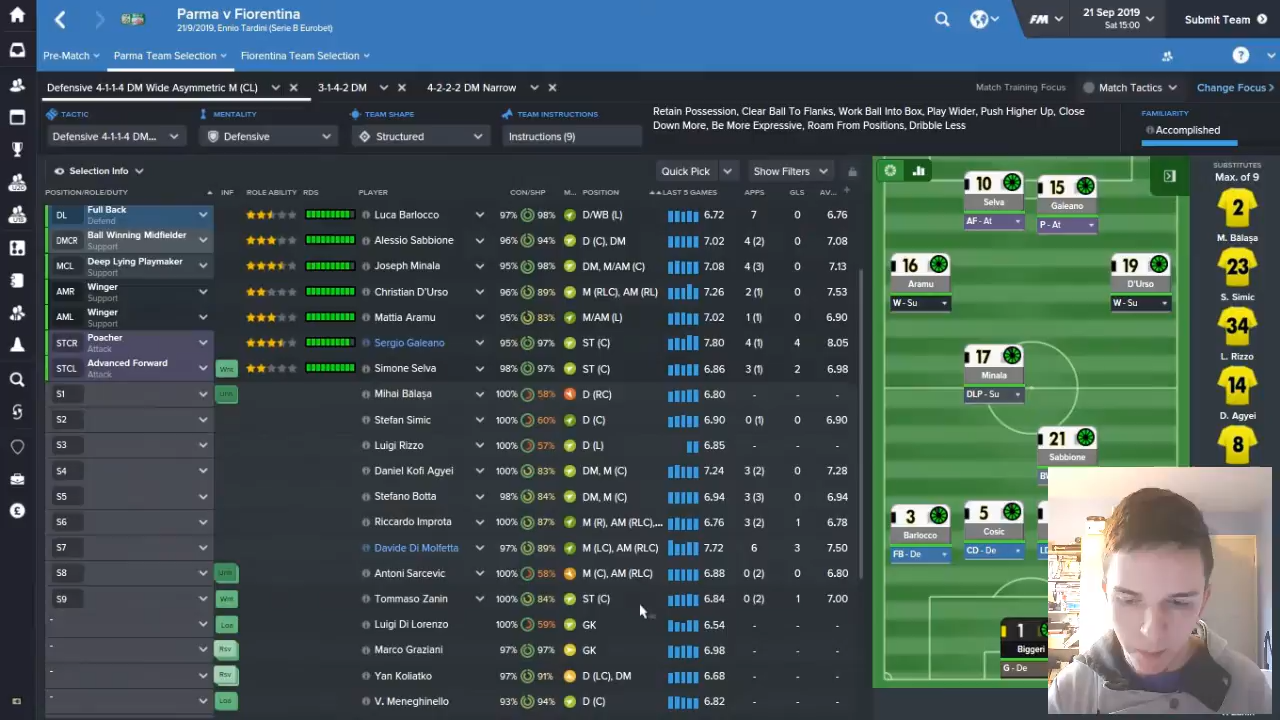 Parma v Fiorentina
21/9/2019, Ennio Tardini (Serie B Eurobet)
FM
21 Sep 2019
Sat 15:00
Submit Team
Pre-Match
Parma Team Selection
Fiorentina Team Selection
?
Defensive 4-1-1-4 DM Wide Asymmetric M (CL)
3-1-4-2 DM
4-2-2-2 DM Narrow
Match Training Focus
Match Tactics
Change Focus
TACTIC
Defensive 4-1-1-4 DM...
MENTALITY
Defensive
TEAM SHAPE
Structured
TEAM INSTRUCTIONS
Instructions (9)
Retain Possession, Clear Ball To Flanks, Work Ball Into Box, Play Wider, Push Higher Up, Close
Down More, Be More Expressive, Roam From Positions, Dribble Less
FAMILIARITY
Accomplished
Selection Info
Quick Pick
Show Filters
POSITION/ROLE/DUTY INF ROLE ABILITY RDS PLAYER CON/SHP M... POSITION LAST 5 GAMES APPS GLS AV...
DL Full Back Defend Luca Barlocco 97% 98% D/WB (L) 6.72 7 0 6.76
DMCR Ball Winning Midfielder Support Alessio Sabbione 96% 94% D (C), DM 7.02 4 (2) 0 7.08
MCL Deep Lying Playmaker Support Joseph Minala 95% 98% DM, M/AM (C) 7.08 4 (3) 0 7.13
AMR Winger Support Christian D'Urso 96% 89% M (RLC), AM (RL) 7.26 2 (1) 0 7.53
AML Winger Support Mattia Aramu 95% 83% M/AM (L) 7.02 1 (1) 0 6.90
STCR Poacher Attack Sergio Galeano 95% 97% ST (C) 7.80 4 (1) 4 8.05
STCL Advanced Forward Attack Wnt Simone Selva 98% 97% ST (C) 6.86 3 (1) 2 6.98
S1 Unh Mihai Bălașa 100% 58% D (RC) 6.80 - - -
S2 Stefan Simic 100% 60% D (C) 6.90 0 (1) 0 6.90
S3 Luigi Rizzo 100% 57% D (L) 6.85 - - -
S4 Daniel Kofi Agyei 100% 83% DM, M (C) 7.24 3 (2) 0 7.28
S5 Stefano Botta 98% 84% DM, M (C) 6.94 3 (3) 0 6.94
S6 Riccardo Improta 100% 87% M (R), AM (RLC),... 6.76 3 (2) 1 6.78
S7 Davide Di Molfetta 97% 89% M (LC), AM (RLC) 7.72 6 3 7.50
S8 Unh Antoni Sarcevic 100% 58% M (C), AM (RLC) 6.88 0 (2) 0 6.80
S9 Wnt Tommaso Zanin 100% 84% ST (C) 6.84 0 (2) 1 7.00
- Loa Luigi Di Lorenzo 100% 59% GK 6.54 - - -
- Rsv Marco Graziani 97% 97% GK 6.98 - - -
- Rsv Yan Koliatko 97% 91% D (LC), DM 6.68 - - -
- Loa V. Meneghinello 93% 94% D (C) 6.82 - - -
10 Selva AF - At
15 Galeano P - At
16 Aramu W - Su
19 D'Urso W - Su
17 Minala DLP - Su
21 Sabbione
3 Barlocco FB - De
5 Cosic CD - De
1 Biggeri G - De
SUBSTITUTES
Max. of 9
2
M. Bălașa
23
S. Simic
34
L. Rizzo
14
D. Agyei
8